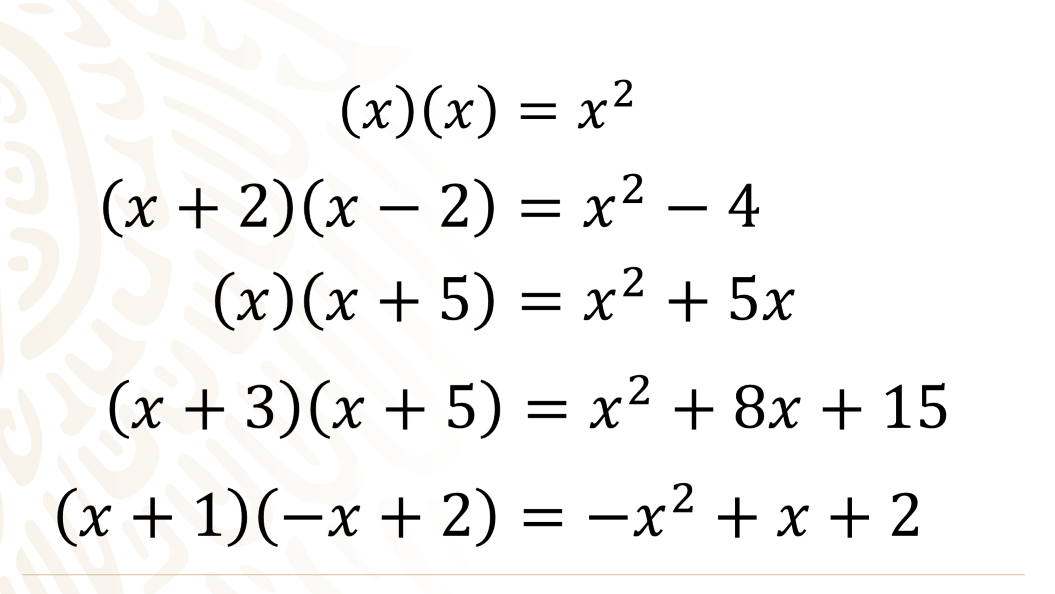 (x)(x) = x²
(x + 2)(x − 2) = x² − 4
(x)(x + 5) = x² + 5x
(x + 3)(x + 5) = x² + 8x + 15
(x + 1)(−x + 2) = −x² + x + 2